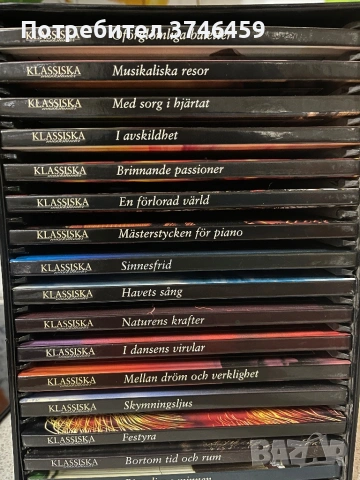 Потребител 3746459
KLASSISKA Oförglömliga baletter
KLASSISKA Musikaliska resor
KLASSISKA Med sorg i hjärtat
KLASSISKA I avskildhet
KLASSISKA Brinnande passioner
KLASSISKA En förlorad värld
KLASSISKA Mästerstycken för piano
KLASSISKA Sinnesfrid
KLASSISKA Havets sång
KLASSISKA Naturens krafter
KLASSISKA I dansens virvlar
KLASSISKA Mellan dröm och verklighet
KLASSISKA Skymningsljus
KLASSISKA Festyra
KLASSISKA Bortom tid och rum
BAZAR